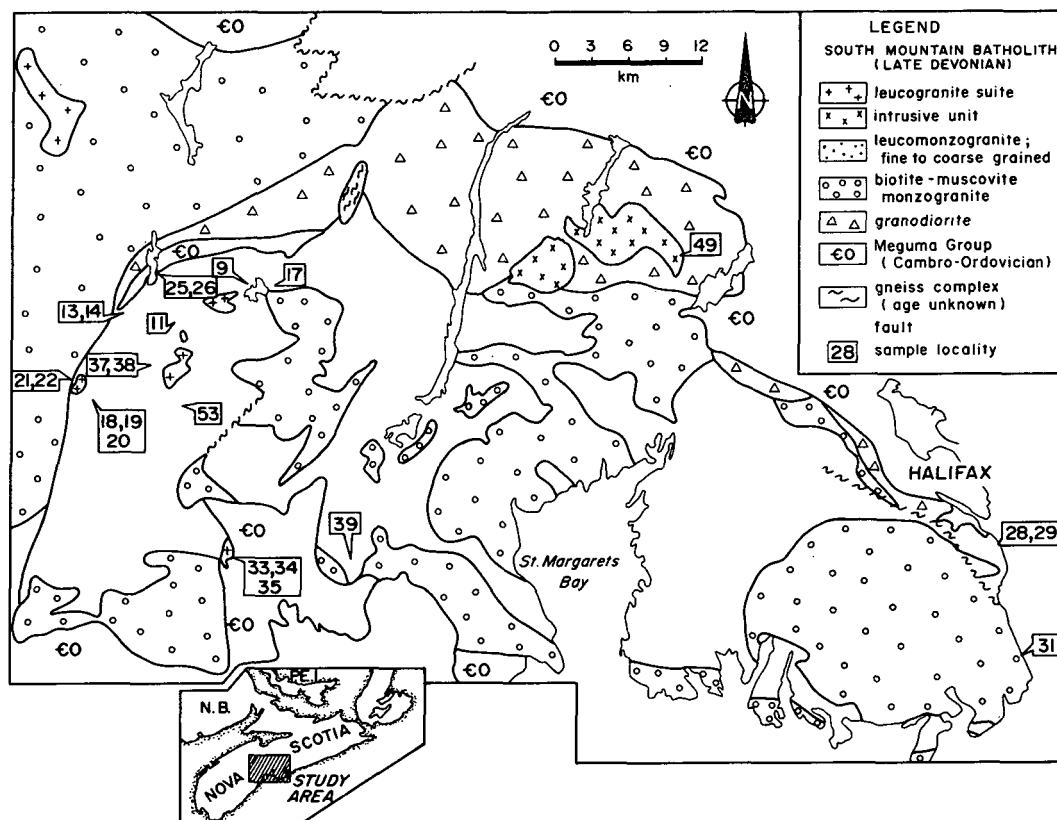 €O
0 3 6 9 12
km
N
€O
LEGEND
SOUTH MOUNTAIN BATHOLITH
(LATE DEVONIAN)
leucogranite suite
intrusive unit
leucomonzogranite;
fine to coarse grained
biotite-muscovite
monzogranite
granodiorite
€O Meguma Group
(Cambro-Ordovician)
gneiss complex
(age unknown)
fault
28 sample locality
€O
€O
49
9
17
25,26
13,14
11
€O
37,38
21,22
18,19
20
53
€O
HALIFAX
€O
39
28,29
33,34
35
St. Margarets
Bay
€O
31
€O
€O
N.B.
P.E.I
NOVA SCOTIA
STUDY
AREA